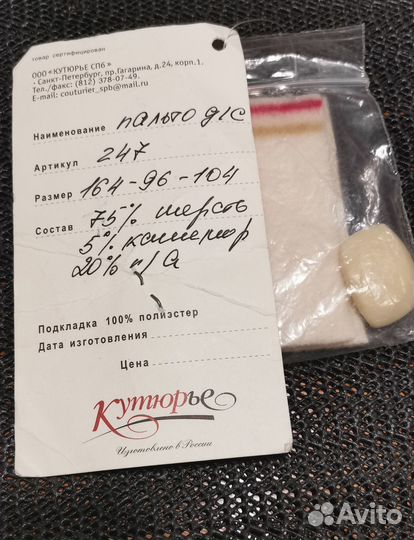 товар сертифицирован
ООО «КУТЮРЬЕ СПб»
- Санкт-Петербург, пр.Гагарина, д.24, корп.1.
Тел./факс: (812) 378-07-49.
E-mail: couturier_spb@mail.ru
Наименование пальто д/с
Артикул 247
Размер 164-96-104
Состав 75% шерсть
5% кашемир
20% п/а
Подкладка 100% полиэстер
Дата изготовления
Цена
Кутюрье
Изготовлено в России
Avito